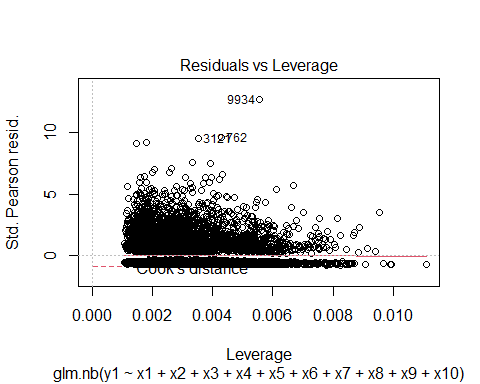 Residuals vs Leverage
Std. Pearson resid.
10
5
0
9934
3121
9762
Cook's distance
0.000 0.002 0.004 0.006 0.008 0.010
Leverage
glm.nb(y1 ~ x1 + x2 + x3 + x4 + x5 + x6 + x7 + x8 + x9 + x10)